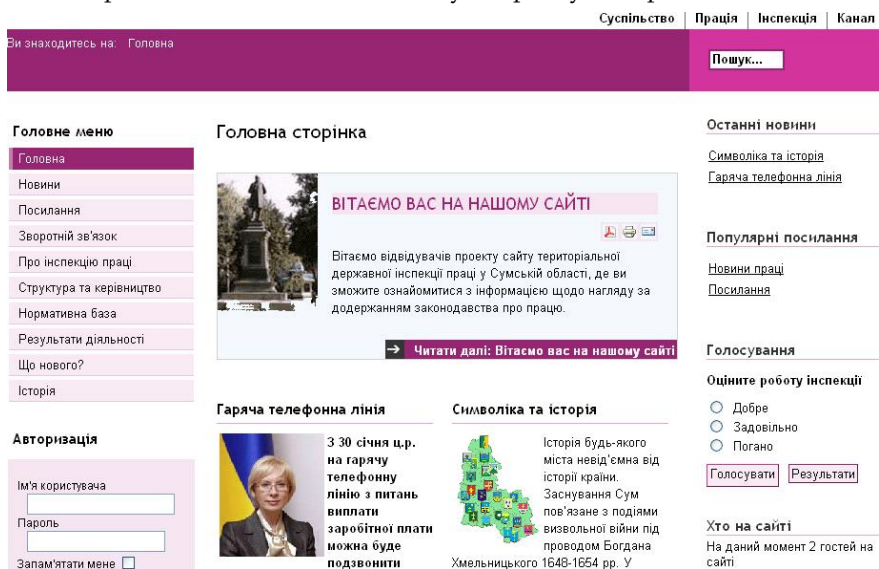 Суспільство | Працiя | Інспекція | Канал
Ви знаходитесь на: Головна
Пошук...
Головне меню
Головна
Новини
Посилання
Зворотній зв'язок
Про інспекцію праці
Структура та керівництво
Нормативна база
Результати діяльності
Що нового?
Історія
Авторизація
Ім'я користувача
Пароль
Запам'ятати мене
Головна сторінка
ВІТАЄМО ВАС НА НАШОМУ САЙТІ
Вітаємо відвідувачів проекту сайту територіальної
державної інспекції праці у Сумській області, де ви
зможите ознайомитися з інформацією щодо нагляду за
додержанням законодавства про працю.
Читати далі: Вітаємо вас на нашому сайті
Гаряча телефонна лінія
З 30 січня ц.р.
на гарячу
телефонну
лінію з питань
виплати
заробітної плати
можна буде
подзвонити
Символіка та історія
Історія будь-якого
міста невід'ємна від
історії країни.
Заснування Сум
пов'язане з подіями
визвольної війни під
проводом Богдана
Хмельницького 1648-1654 рр. У
Останні новини
Символіка та історія
Гаряча телефонна лінія
Популярні посилання
Новини праці
Посилання
Голосування
Оціните роботу інспекції
Добре
Задовільно
Погано
Голосувати
Результати
Хто на сайті
На даний момент 2 гостей на
сайті